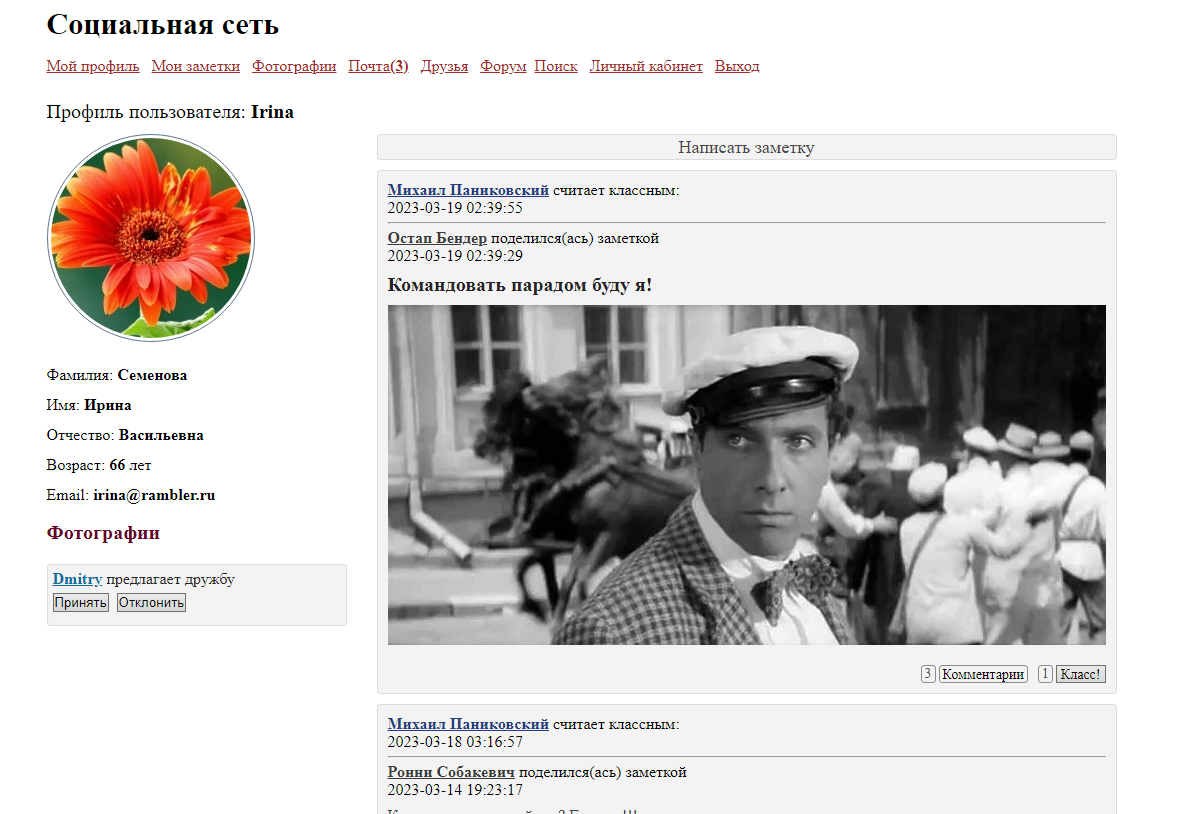 Социальная сеть
Мой профиль Мои заметки Фотографии Почта(3) Друзья Форум Поиск Личный кабинет Выход
Профиль пользователя: Irina
Фамилия: Семенова
Имя: Ирина
Отчество: Васильевна
Возраст: 66 лет
Email: irina@rambler.ru
Фотографии
Dmitry предлагает дружбу
Принять Отклонить
Написать заметку
Михаил Паниковский считает классным:
2023-03-19 02:39:55
Остап Бендер поделился(ась) заметкой
2023-03-19 02:39:29
Командовать парадом буду я!
3 Комментарии 1 Класс!
Михаил Паниковский считает классным:
2023-03-18 03:16:57
Ронни Собакевич поделился(ась) заметкой
2023-03-14 19:23:17